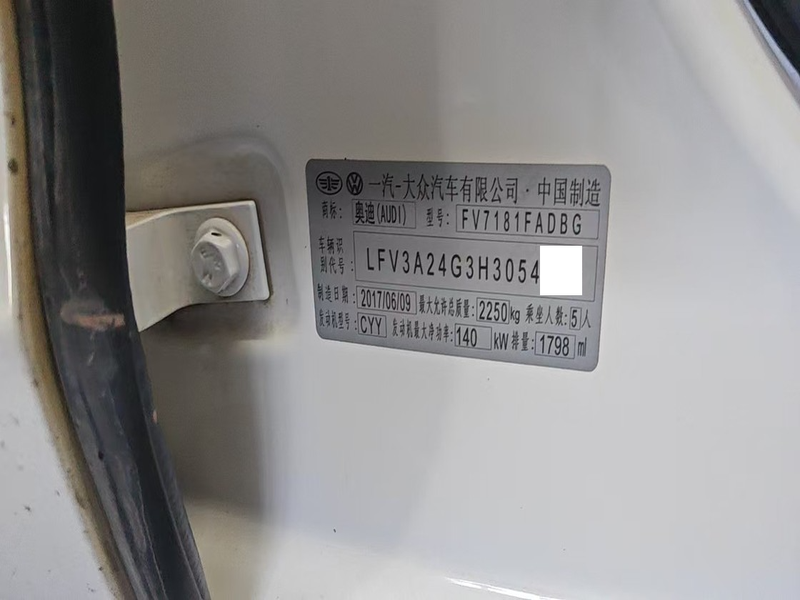 一汽-大众汽车有限公司·中国制造
商标: 奥迪(AUDI) 型号: FV7181FADBG
车辆识别代号: LFV3A24G3H3054
制造日期: 2017/06/09 最大允许总质量: 2250kg 乘坐人数: 5人
发动机型号: CYY 发动机最大净功率: 140 kW 排量: 1798 ml